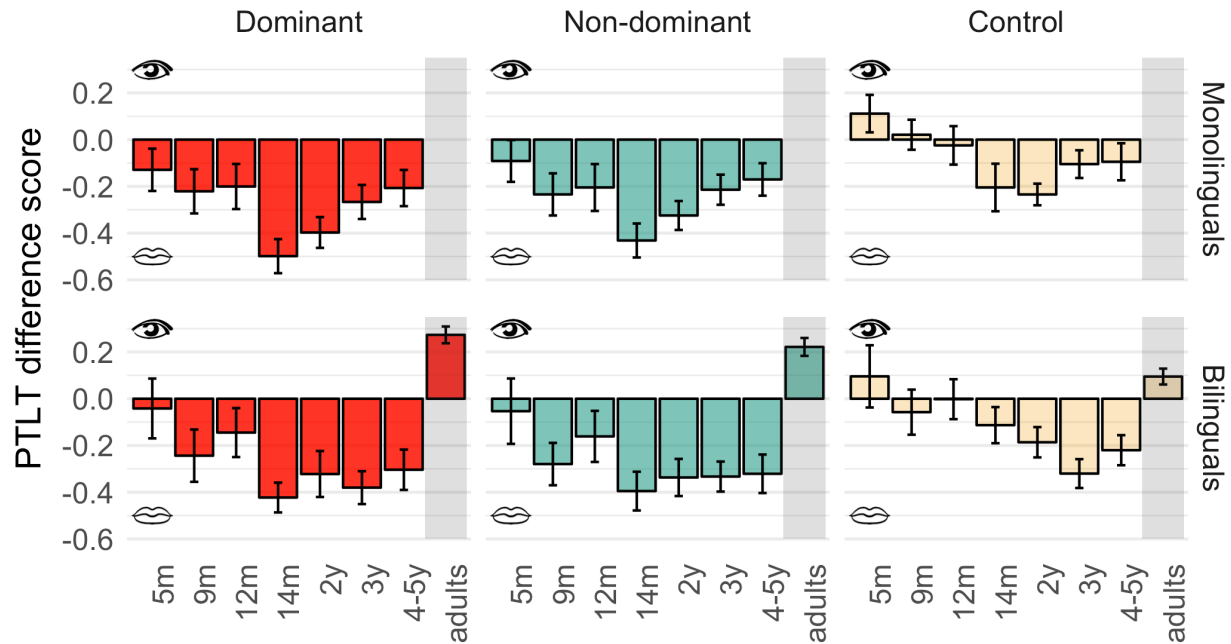 Dominant Non-dominant Control
PTLT difference score
0.2
0.0
-0.2
-0.4
-0.6
Monolinguals
0.2
0.0
-0.2
-0.4
-0.6
Bilinguals
5m 9m 12m 14m 2y 3y 4-5y adults 5m 9m 12m 14m 2y 3y 4-5y adults 5m 9m 12m 14m 2y 3y 4-5y adults